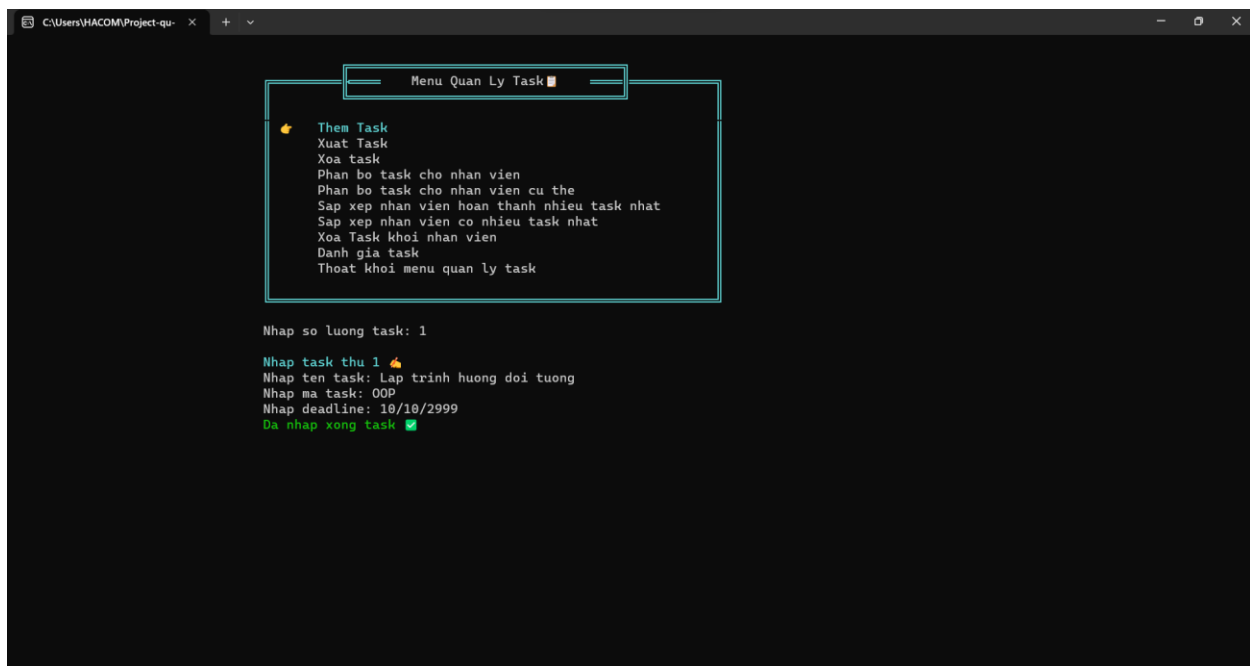 C:\Users\HACOM\Project-qu-
Menu Quan Ly Task
Them Task
Xuat Task
Xoa task
Phan bo task cho nhan vien
Phan bo task cho nhan vien cu the
Sap xep nhan vien hoan thanh nhieu task nhat
Sap xep nhan vien co nhieu task nhat
Xoa Task khoi nhan vien
Danh gia task
Thoat khoi menu quan ly task
Nhap so luong task: 1
Nhap task thu 1
Nhap ten task: Lap trinh huong doi tuong
Nhap ma task: OOP
Nhap deadline: 10/10/2999
Da nhap xong task